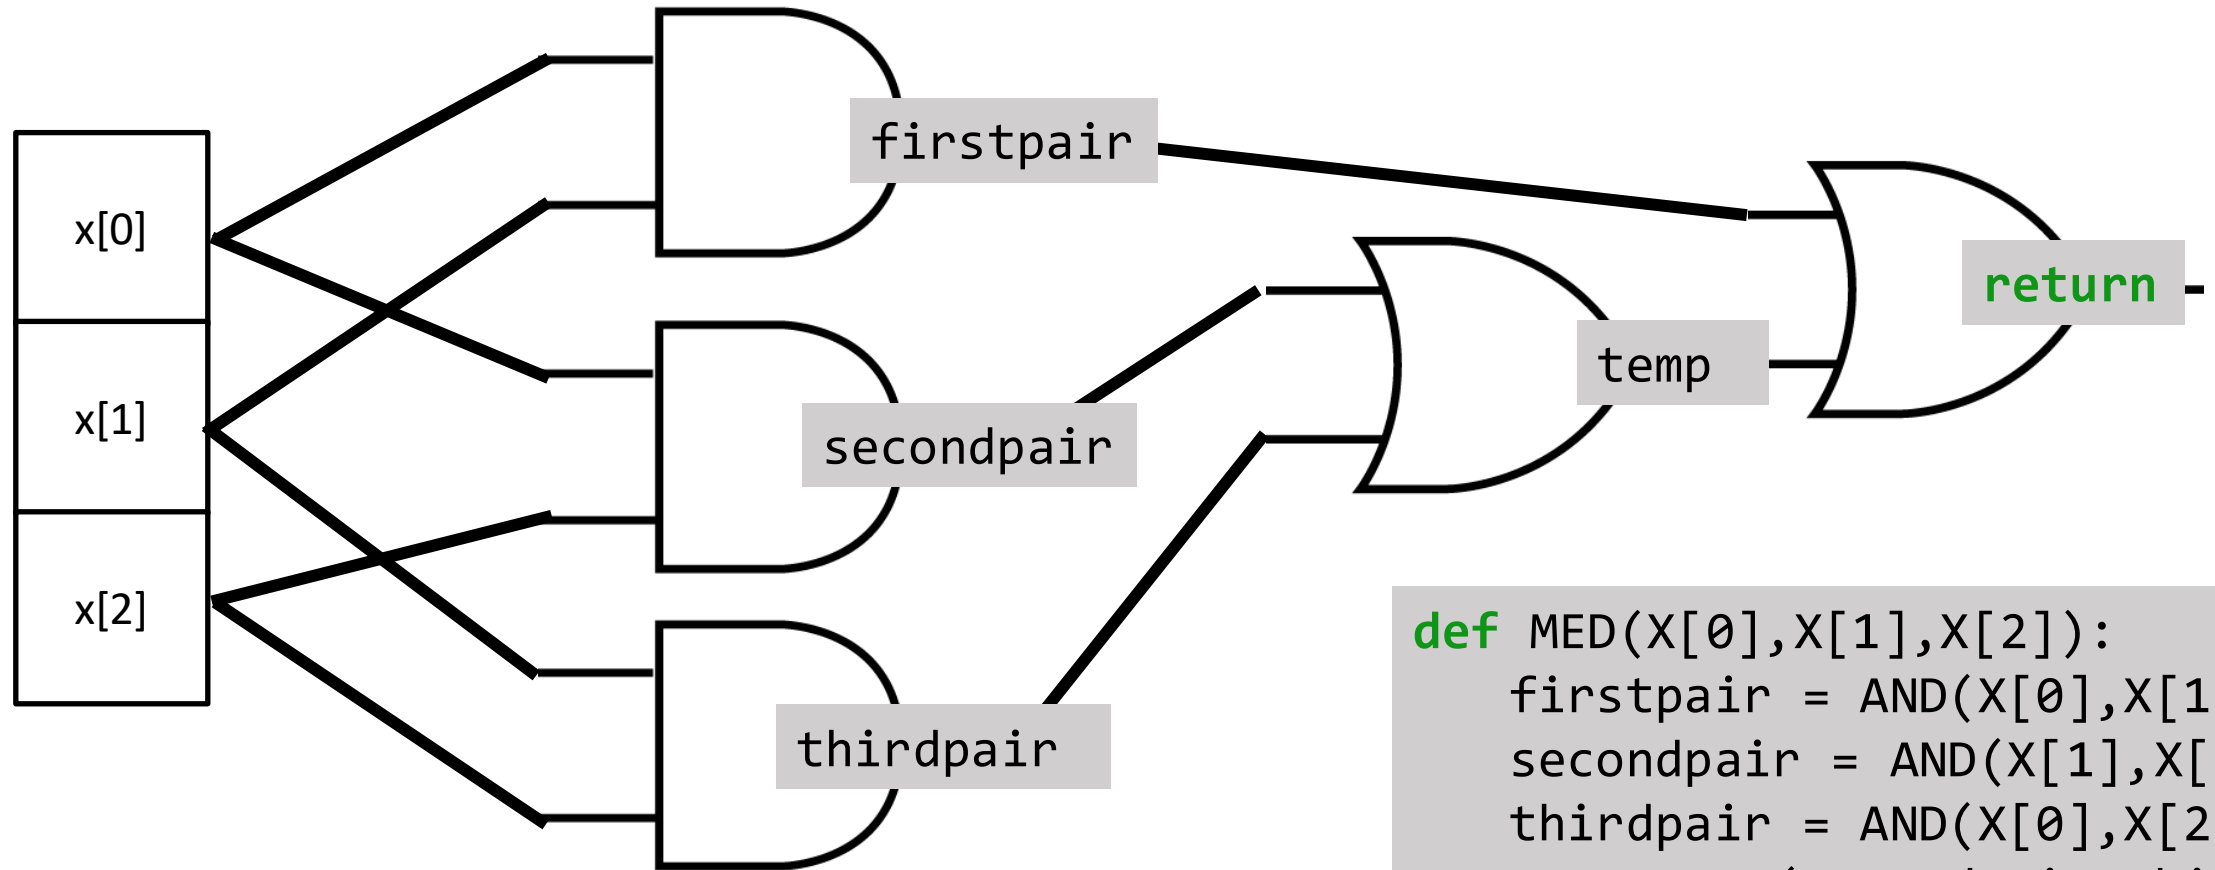 x[0]
x[1]
x[2]
firstpair
secondpair
thirdpair
temp
return
def MED(X[0],X[1],X[2]):
firstpair = AND(X[0],X[1
secondpair = AND(X[1],X[
thirdpair = AND(X[0],X[2